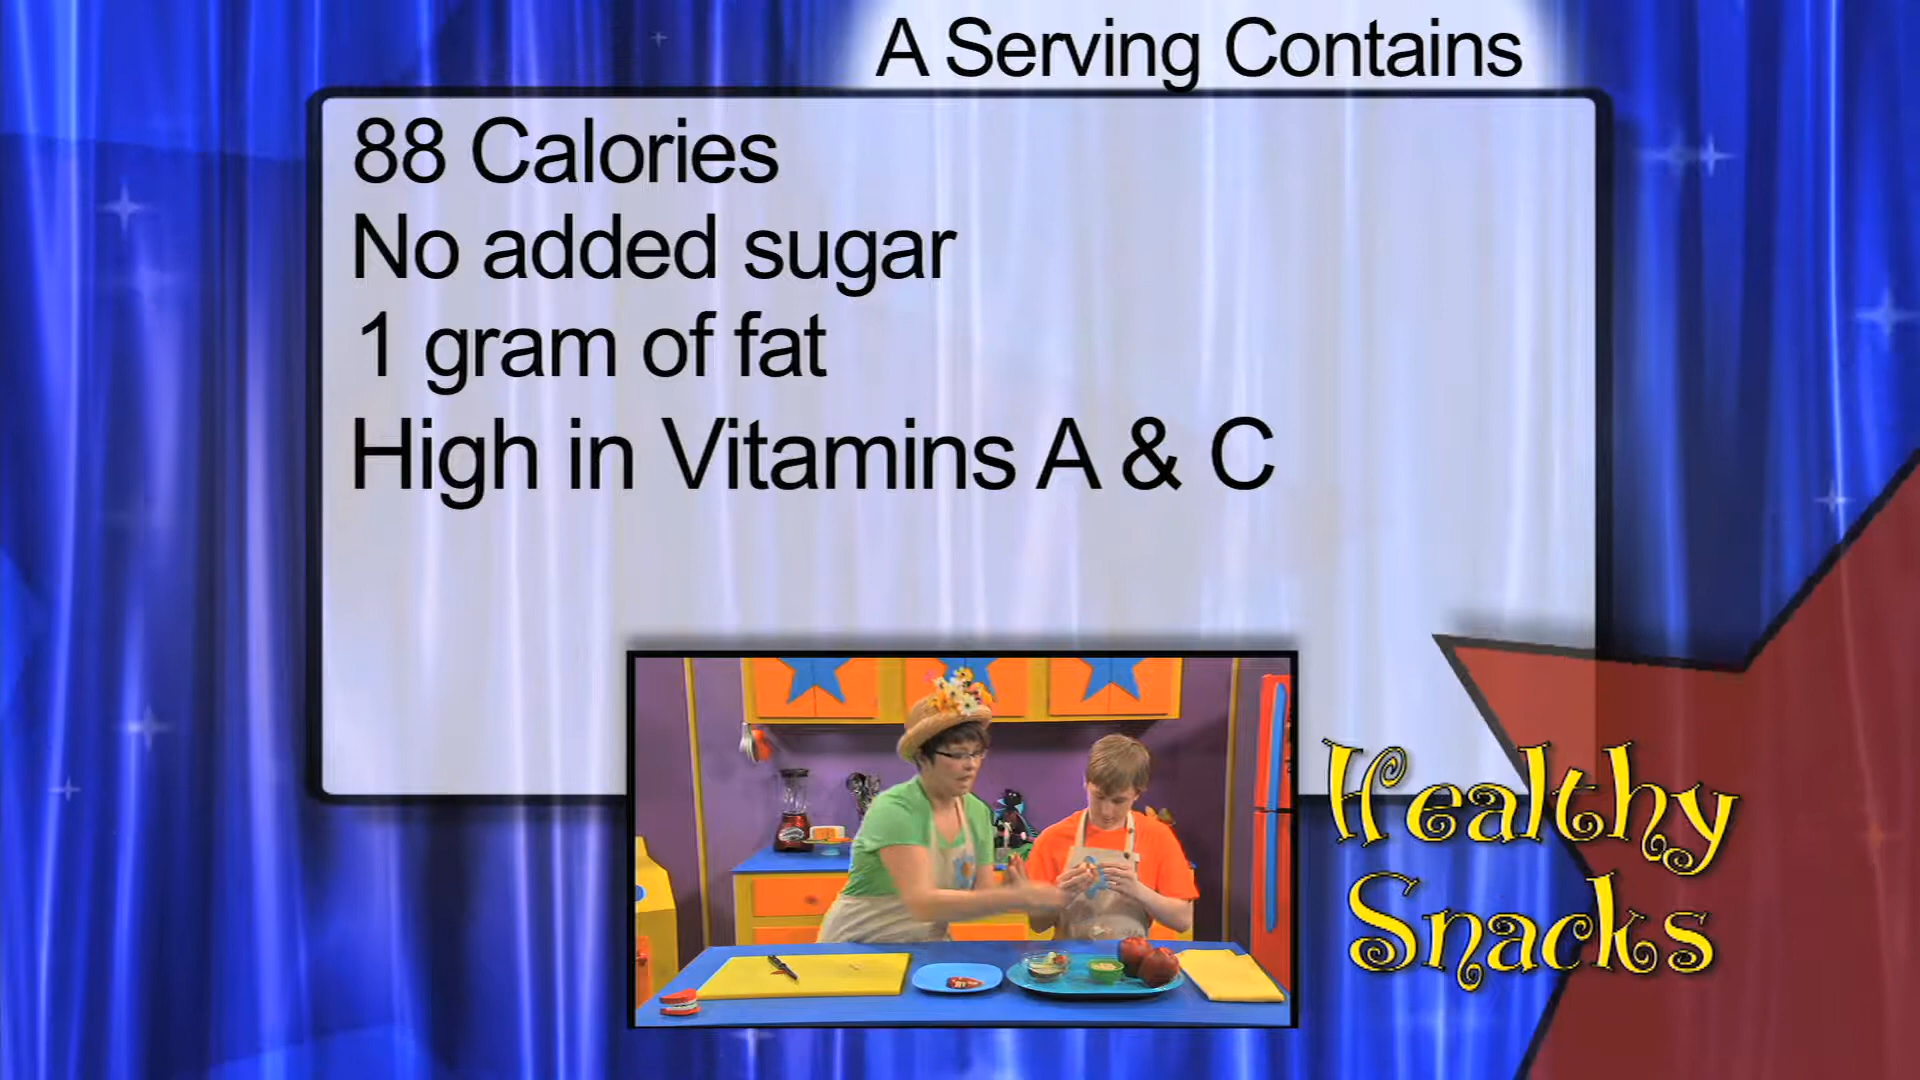 A Serving Contains
88 Calories
No added sugar
1 gram of fat
High in Vitamins A & C
Healthy
Snacks